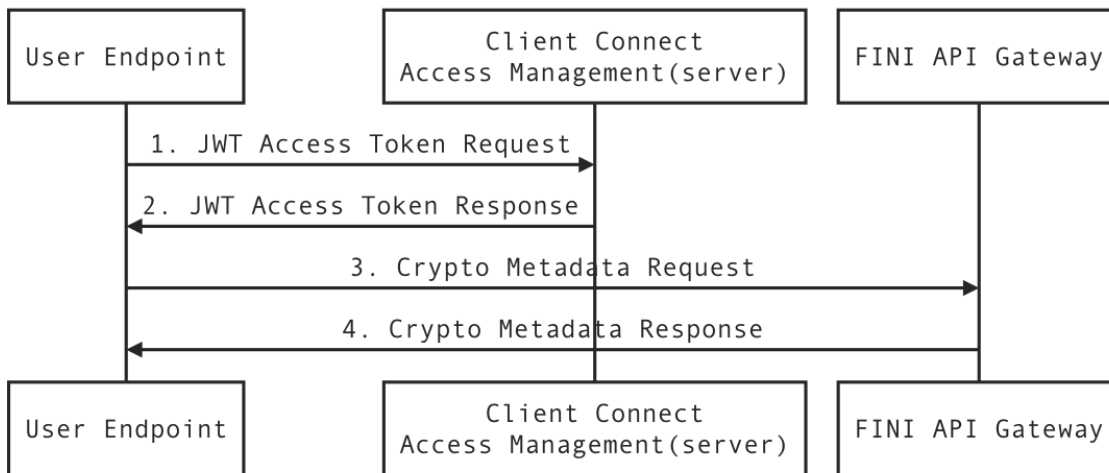 User Endpoint
Client Connect
Access Management(server)
FINI API Gateway
1. JWT Access Token Request
2. JWT Access Token Response
3. Crypto Metadata Request
4. Crypto Metadata Response
User Endpoint
Client Connect
Access Management(server)
FINI API Gateway